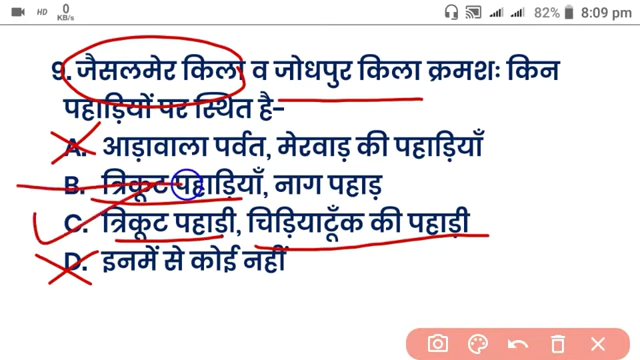 HD 0 KB/s 82% 8:09 pm
9. जैसलमेर किला व जोधपुर किला क्रमशः किन
पहाड़ियों पर स्थित है-
A. आड़ावाला पर्वत, मेरवाड़ की पहाड़ियाँ
B. त्रिकूट पहाड़ियाँ, नाग पहाड़
C. त्रिकूट पहाड़ी, चिड़ियाटूँक की पहाड़ी
D. इनमें से कोई नहीं